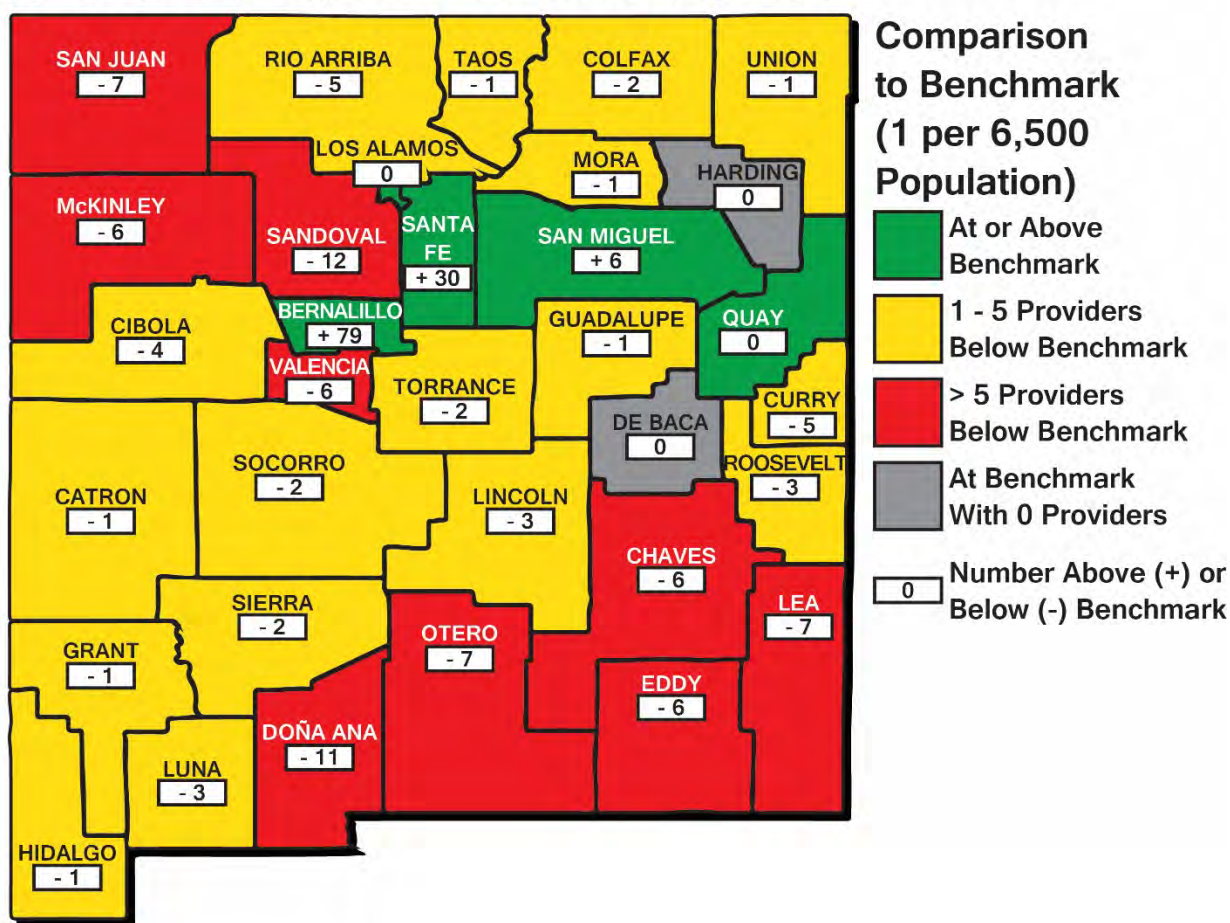 SAN JUAN
- 7
RIO ARRIBA
- 5
TAOS
- 1
COLFAX
- 2
UNION
- 1
LOS ALAMOS
0
MORA
- 1
HARDING
0
McKINLEY
- 6
SANDOVAL
- 12
SANTA
FE
+ 30
SAN MIGUEL
+ 6
CIBOLA
- 4
BERNALILLO
+ 79
VALENCIA
- 6
TORRANCE
- 2
GUADALUPE
- 1
QUAY
0
CURRY
- 5
DE BACA
0
ROOSEVELT
- 3
CATRON
- 1
SOCORRO
- 2
LINCOLN
- 3
CHAVES
- 6
LEA
- 7
SIERRA
- 2
GRANT
- 1
OTERO
- 7
EDDY
- 6
DOÑA ANA
- 11
LUNA
- 3
HIDALGO
- 1
Comparison
to Benchmark
(1 per 6,500
Population)
At or Above
Benchmark
1 - 5 Providers
Below Benchmark
> 5 Providers
Below Benchmark
At Benchmark
With 0 Providers
0
Number Above (+) or
Below (-) Benchmark